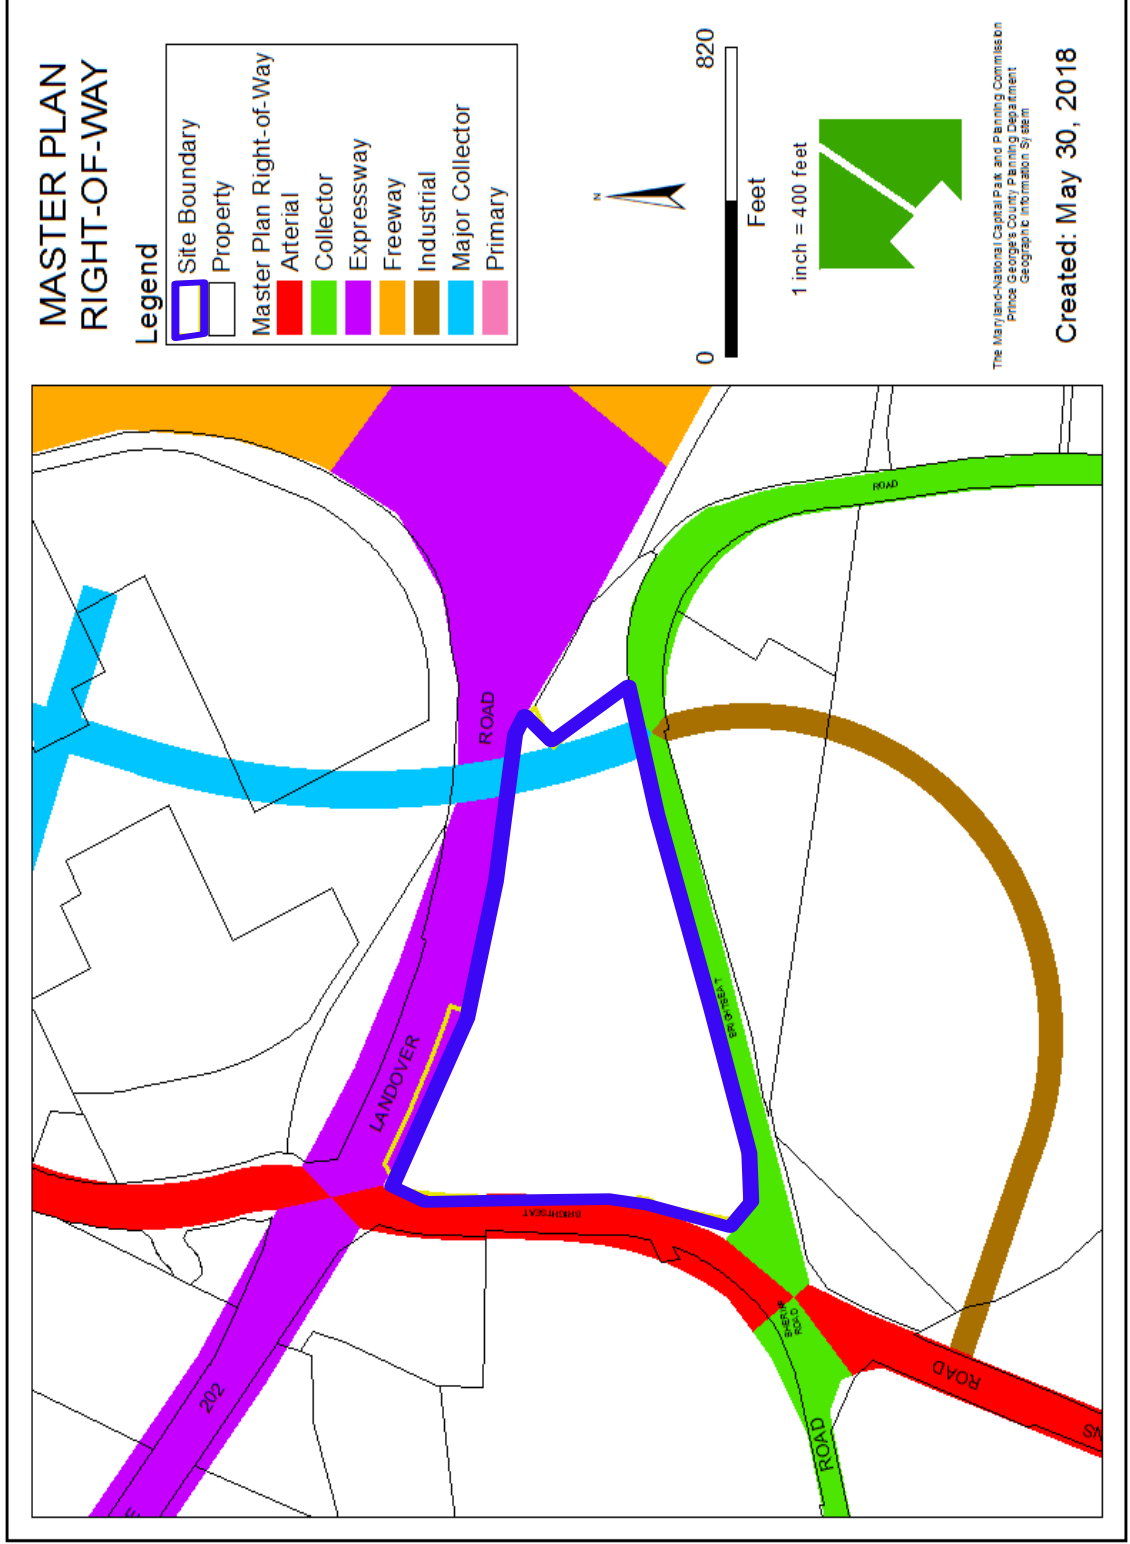 MASTER PLAN
RIGHT-OF-WAY
Legend
Site Boundary
Property
Master Plan Right-of-Way
Arterial
Collector
Expressway
Freeway
Industrial
Major Collector
Primary
N
0
820
Feet
1 inch = 400 feet
The Maryland-National Capital Park and Planning Commission
Prince George's County Planning Department
Geographic Information System
Created: May 30, 2018
ROAD
ROAD
LANDOVER
BRIGHTSEAT
BRIGHTSEAT
202
E
SHERIFF
ROAD
ROAD
ROAD
NS